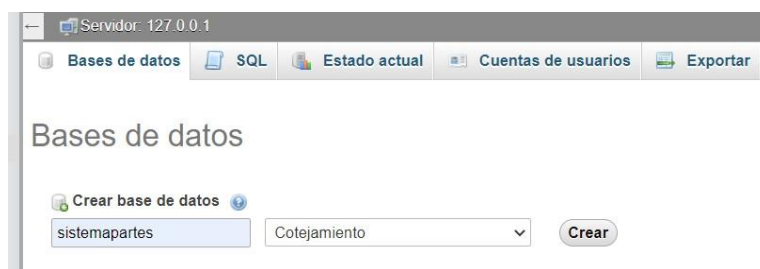 Servidor: 127.0.0.1
Bases de datos SQL Estado actual Cuentas de usuarios Exportar
Bases de datos
Crear base de datos
sistemapartes Cotejamiento Crear